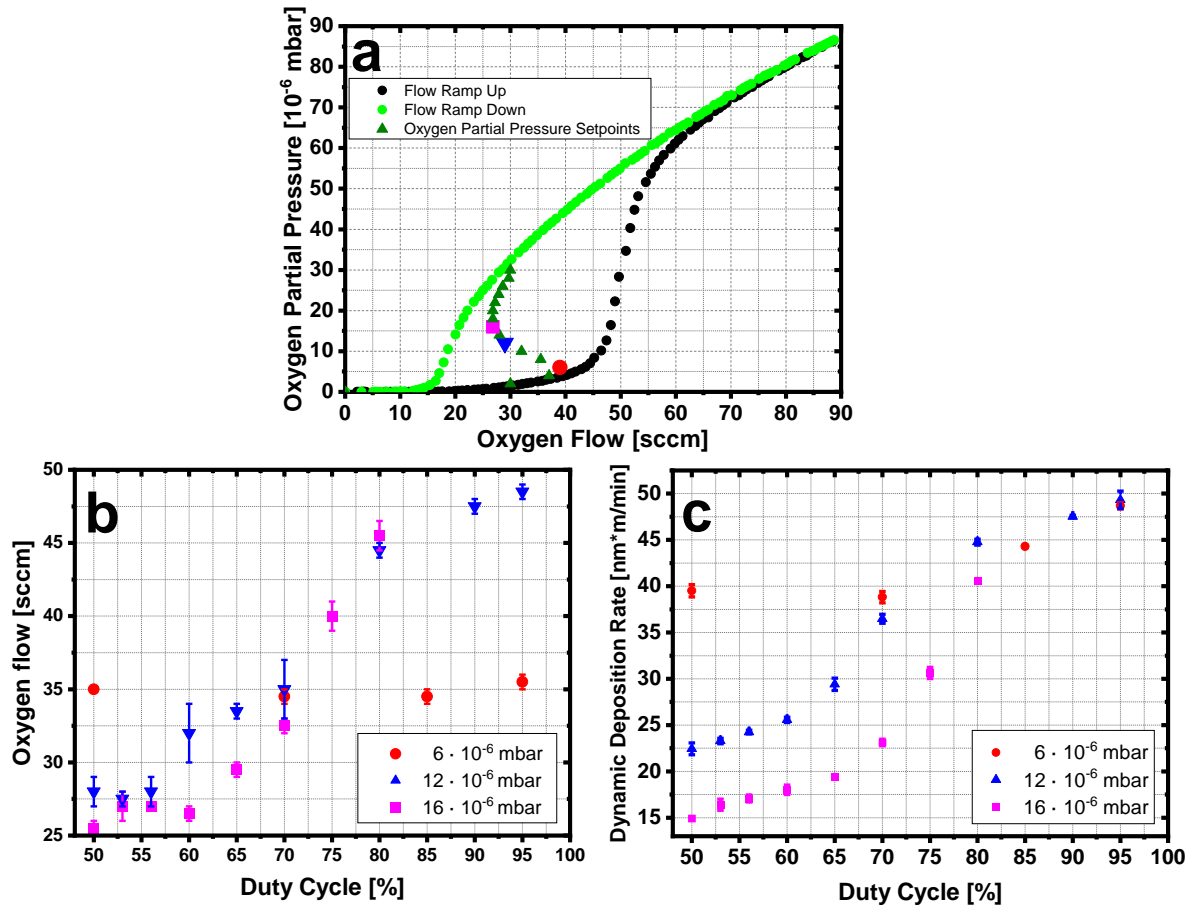 a
Oxygen Partial Pressure [10⁻⁶ mbar]
90
80
70
60
50
40
30
20
10
0
Flow Ramp Up
Flow Ramp Down
Oxygen Partial Pressure Setpoints
0 10 20 30 40 50 60 70 80 90
Oxygen Flow [sccm]
b
Oxygen flow [sccm]
50
45
40
35
30
25
6 · 10⁻⁶ mbar
12 · 10⁻⁶ mbar
16 · 10⁻⁶ mbar
50 55 60 65 70 75 80 85 90 95 100
Duty Cycle [%]
c
Dynamic Deposition Rate [nm*m/min]
50
45
40
35
30
25
20
15
6 · 10⁻⁶ mbar
12 · 10⁻⁶ mbar
16 · 10⁻⁶ mbar
50 55 60 65 70 75 80 85 90 95 100
Duty Cycle [%]